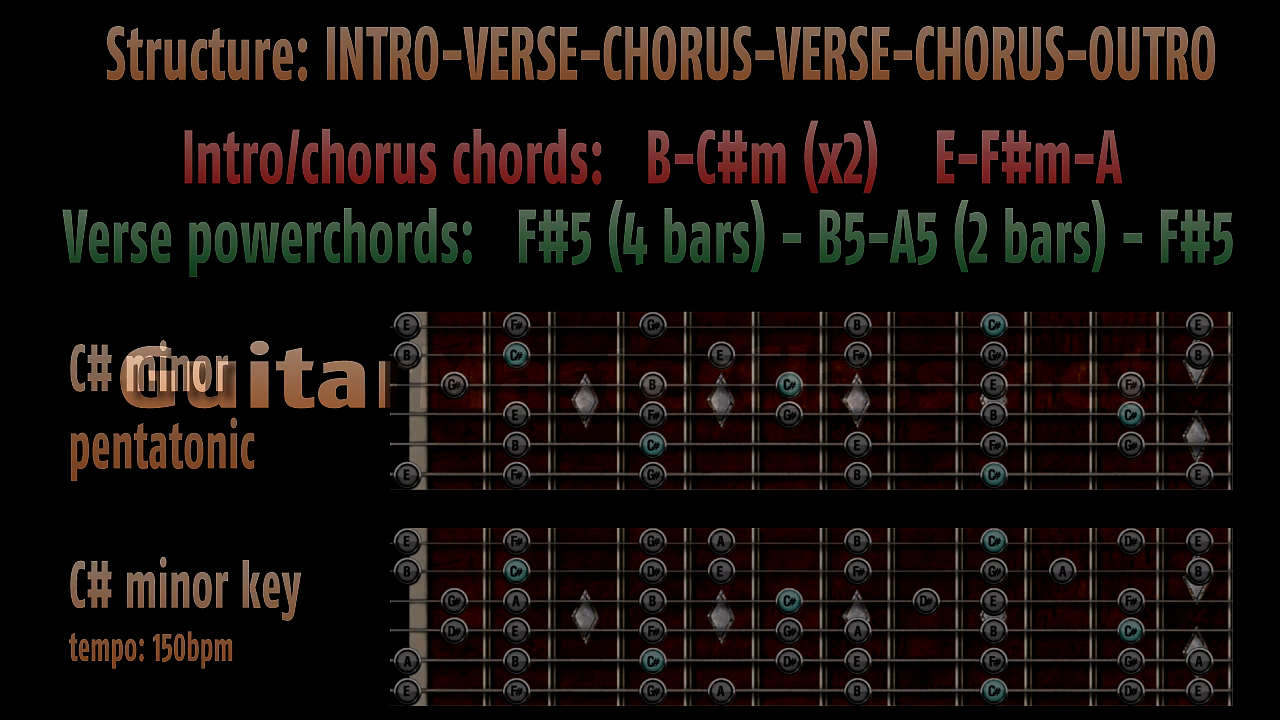 Structure: INTRO-VERSE-CHORUS-VERSE-CHORUS-OUTRO
Intro/chorus chords: B-C#m (x2) E-F#m-A
Verse powerchords: F#5 (4 bars) - B5-A5 (2 bars) - F#5
C# minor
Guitar
pentatonic
E F# G# B C# E
B C# E F# G# B
G# B C# E F#
E F# G# B C#
B C# E F# G#
E F# G# B C# E
C# minor key
tempo: 150bpm
E F# G# A B C# D# E
B C# D# E F# G# A B
G# A B C# D# E F#
D# E F# G# A B C#
A B C# D# E F# G# A
E F# G# A B C# D# E